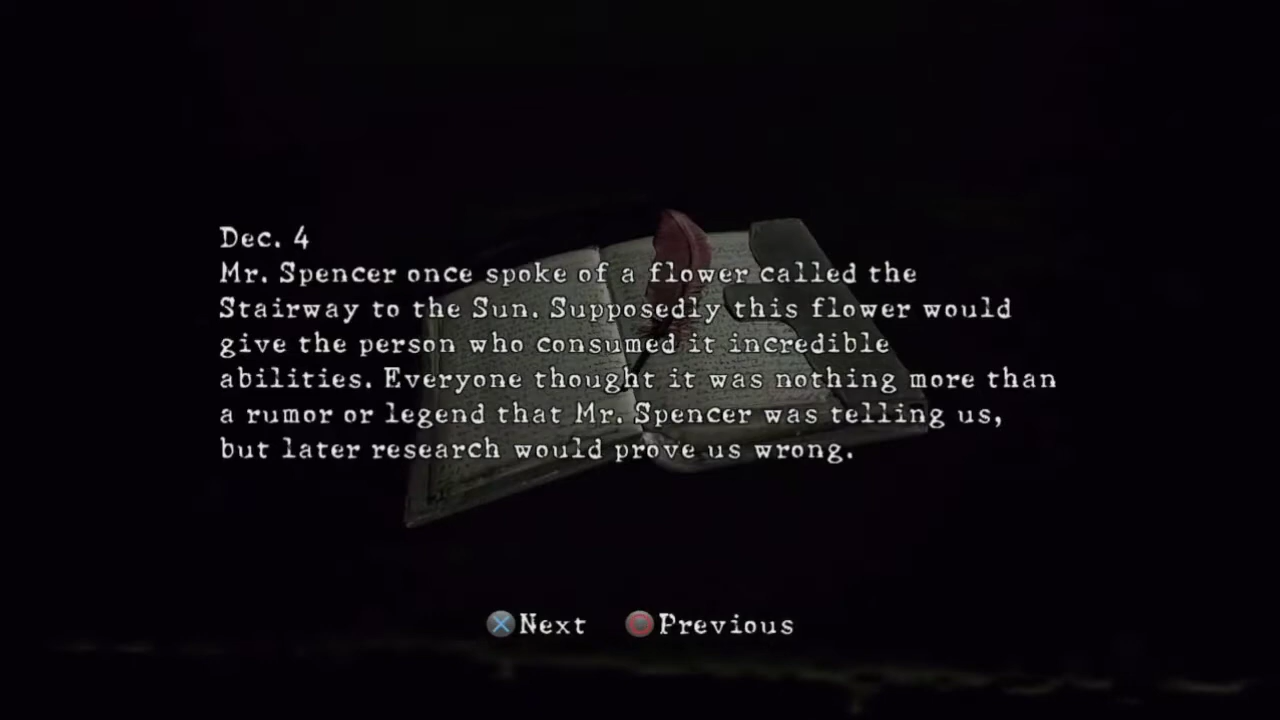 Dec. 4
Mr. Spencer once spoke of a flower called the
Stairway to the Sun. Supposedly this flower would
give the person who consumed it incredible
abilities. Everyone thought it was nothing more than
a rumor or legend that Mr. Spencer was telling us,
but later research would prove us wrong.
Next Previous